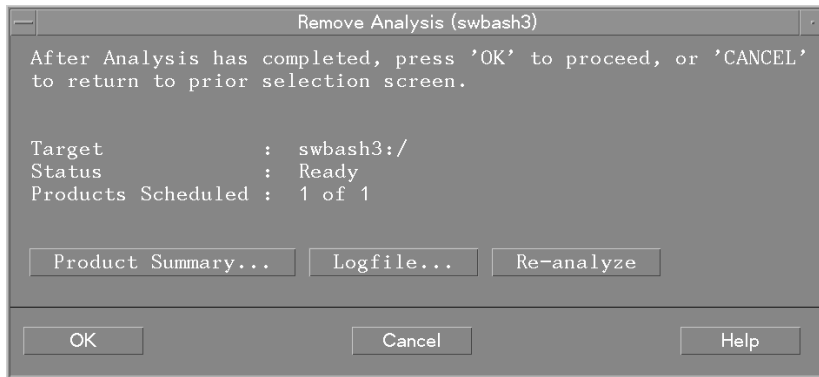 Remove Analysis (swbash3)
After Analysis has completed, press 'OK' to proceed, or 'CANCEL'
to return to prior selection screen.
Target : swbash3:/
Status : Ready
Products Scheduled : 1 of 1
Product Summary... Logfile... Re-analyze
OK Cancel Help